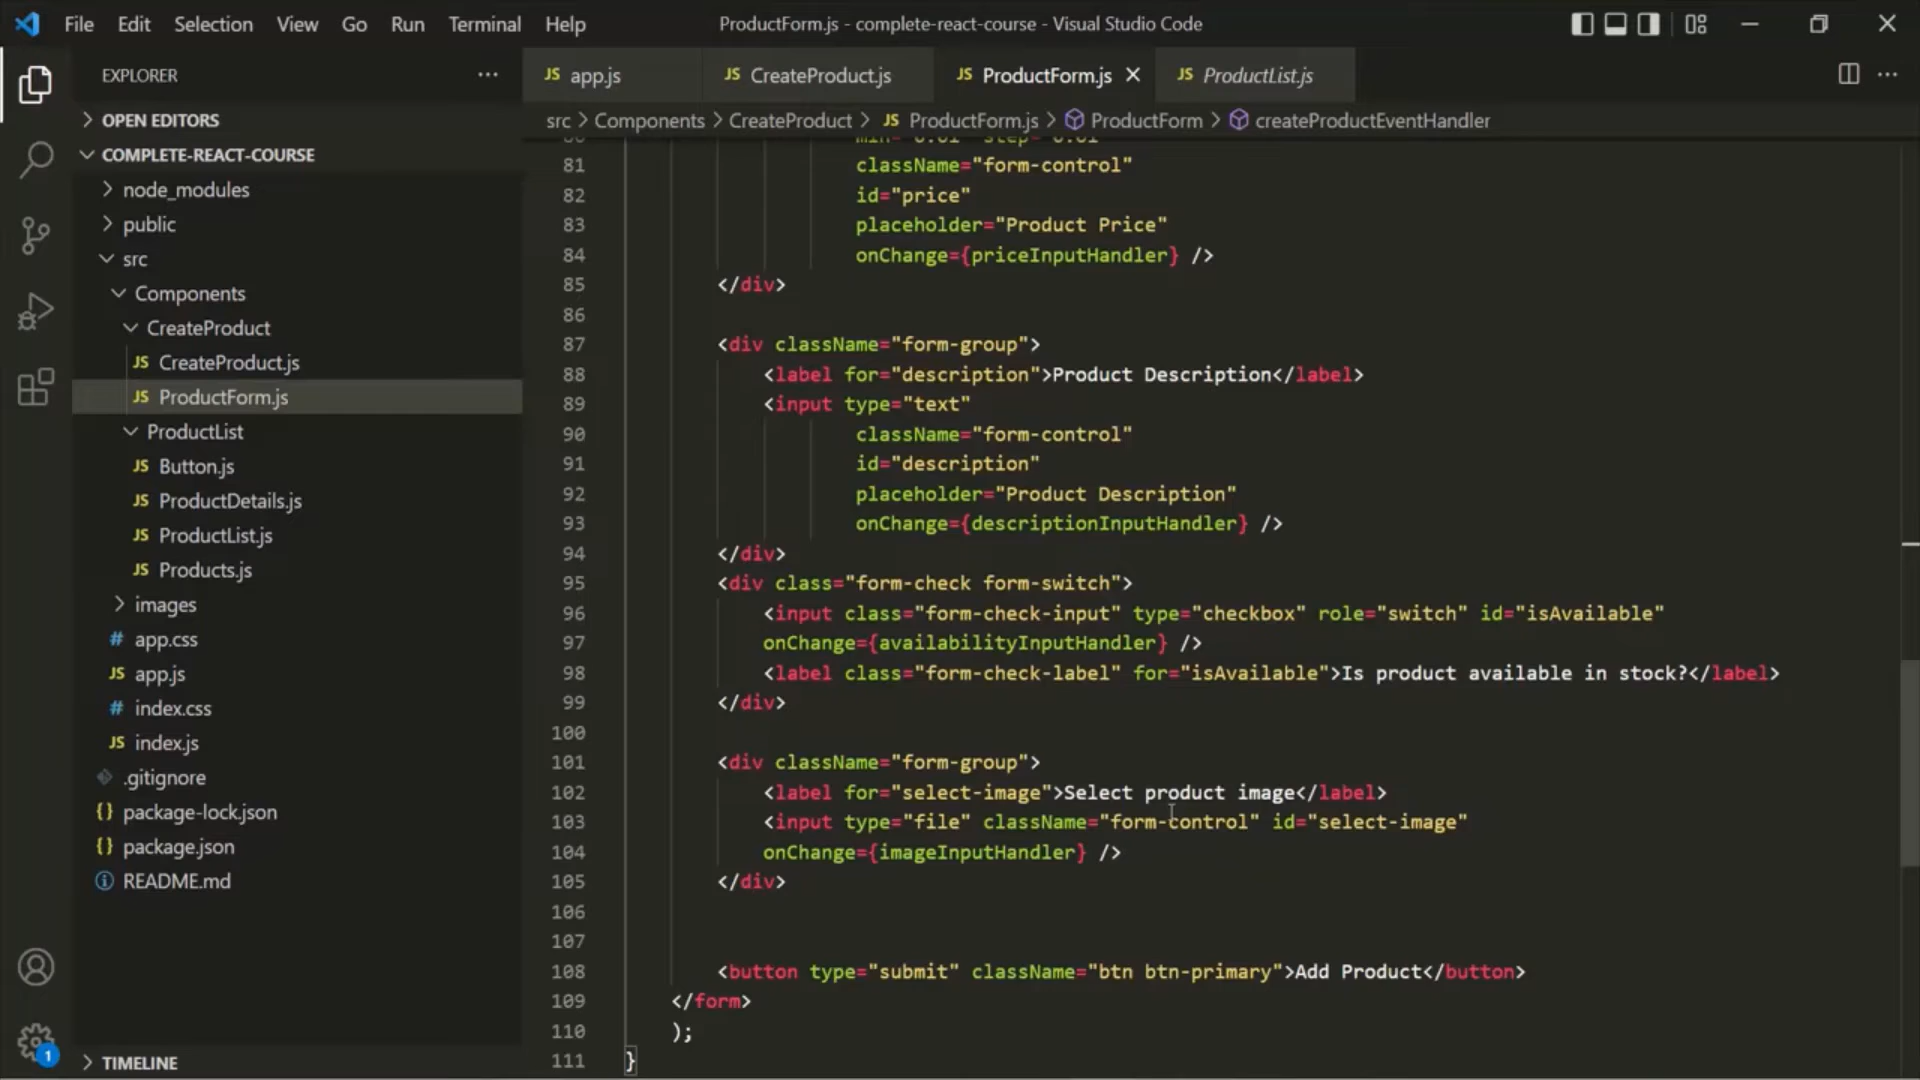 File Edit Selection View Go Run Terminal Help
ProductForm.js - complete-react-course - Visual Studio Code
EXPLORER
OPEN EDITORS
COMPLETE-REACT-COURSE
node_modules
public
src
Components
CreateProduct
JS CreateProduct.js
JS ProductForm.js
ProductList
JS Button.js
JS ProductDetails.js
JS ProductList.js
JS Products.js
images
# app.css
JS app.js
# index.css
JS index.js
.gitignore
{} package-lock.json
{} package.json
README.md
1
TIMELINE
JS app.js JS CreateProduct.js JS ProductForm.js JS ProductList.js
src > Components > CreateProduct > JS ProductForm.js > ProductForm > createProductEventHandler
81 className="form-control"
82 id="price"
83 placeholder="Product Price"
84 onChange={priceInputHandler} />
85 </div>
86
87 <div className="form-group">
88 <label for="description">Product Description</label>
89 <input type="text"
90 className="form-control"
91 id="description"
92 placeholder="Product Description"
93 onChange={descriptionInputHandler} />
94 </div>
95 <div class="form-check form-switch">
96 <input class="form-check-input" type="checkbox" role="switch" id="isAvailable"
97 onChange={availabilityInputHandler} />
98 <label class="form-check-label" for="isAvailable">Is product available in stock?</label>
99 </div>
100
101 <div className="form-group">
102 <label for="select-image">Select product image</label>
103 <input type="file" className="form-control" id="select-image"
104 onChange={imageInputHandler} />
105 </div>
106
107
108 <button type="submit" className="btn btn-primary">Add Product</button>
109 </form>
110 );
111 }